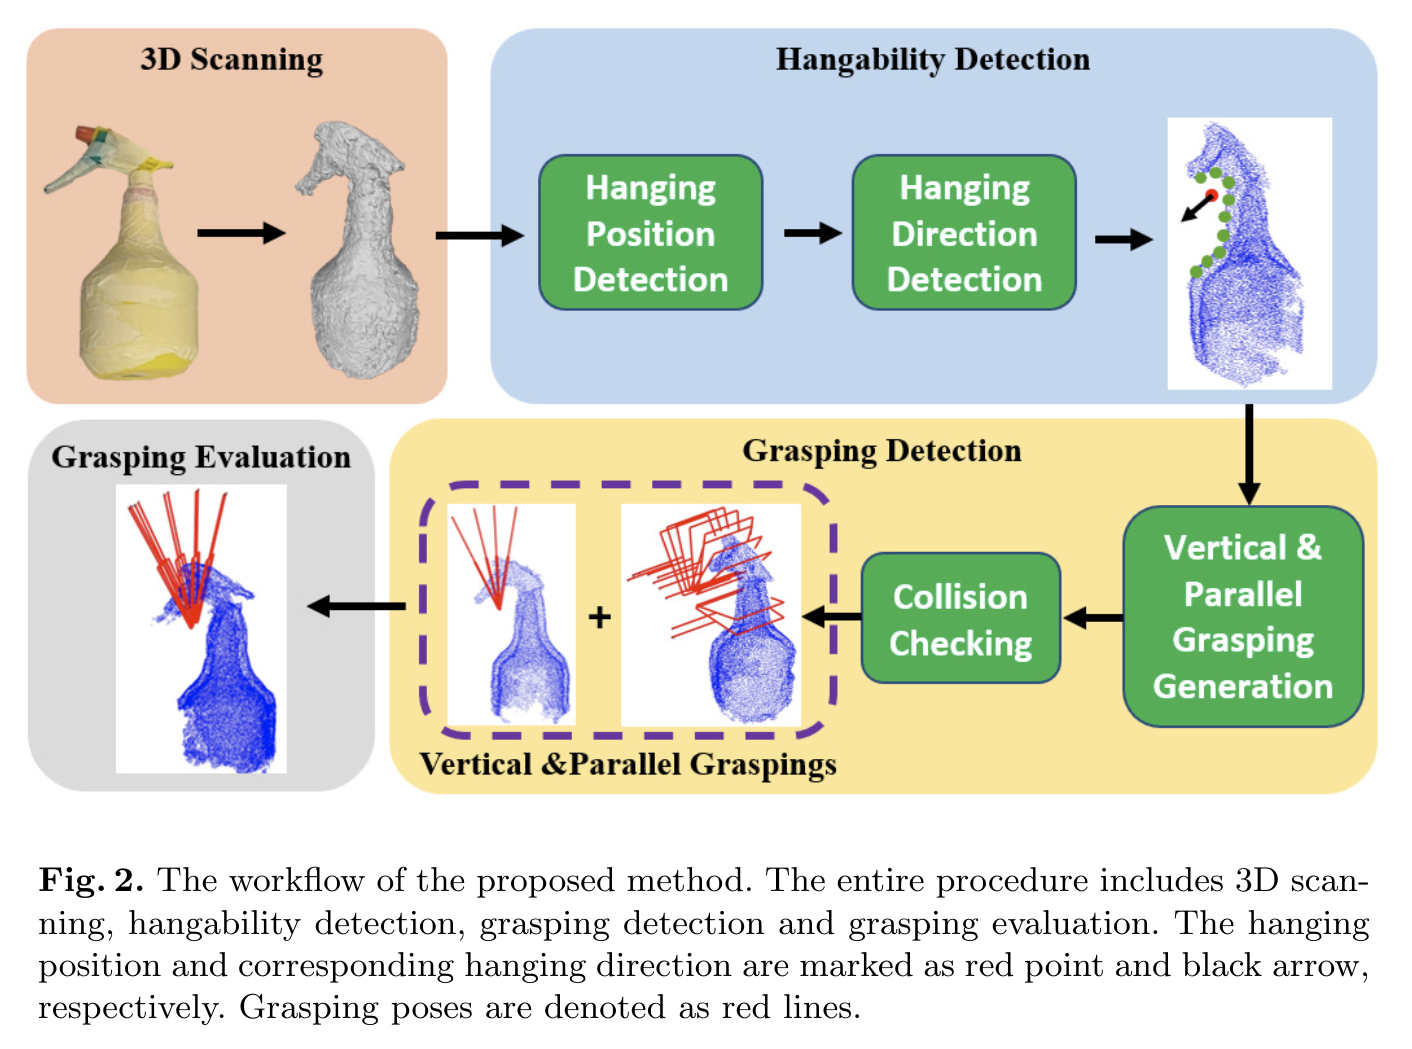 3D Scanning
Hangability Detection
Hanging
Position
Detection
Hanging
Direction
Detection
Grasping Evaluation
Grasping Detection
+
Collision
Checking
Vertical &
Parallel
Grasping
Generation
Vertical &Parallel Graspings
Fig. 2. The workflow of the proposed method. The entire procedure includes 3D scan-
ning, hangability detection, grasping detection and grasping evaluation. The hanging
position and corresponding hanging direction are marked as red point and black arrow,
respectively. Grasping poses are denoted as red lines.